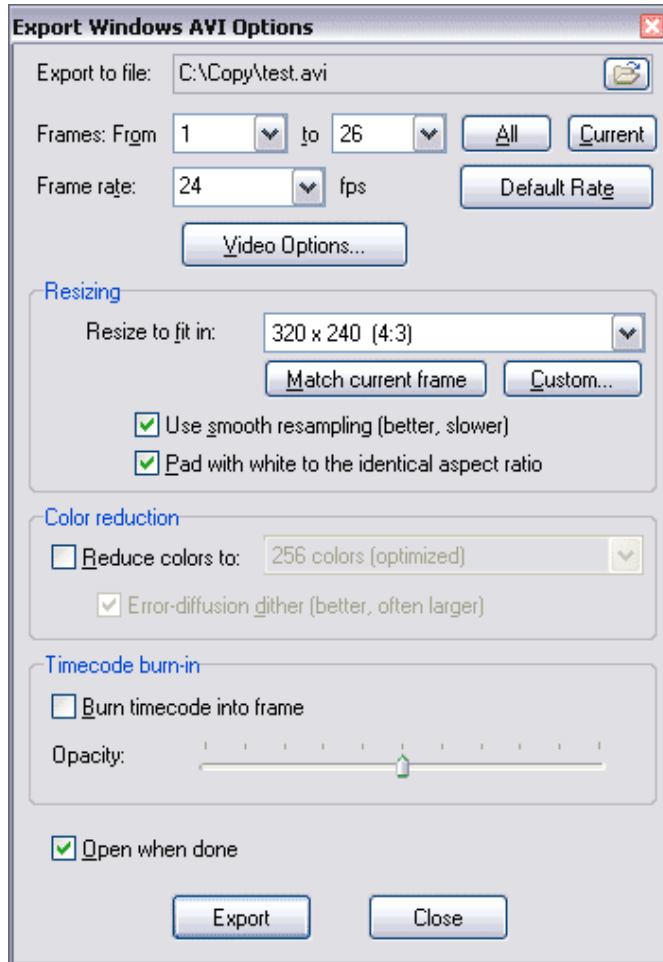 Export Windows AVI Options
Export to file: C:\Copy\test.avi
Frames: From 1 to 26 All Current
Frame rate: 24 fps Default Rate
Video Options...
Resizing
Resize to fit in: 320 x 240 (4:3)
Match current frame Custom...
Use smooth resampling (better, slower)
Pad with white to the identical aspect ratio
Color reduction
Reduce colors to: 256 colors (optimized)
Error-diffusion dither (better, often larger)
Timecode burn-in
Burn timecode into frame
Opacity:
Open when done
Export Close